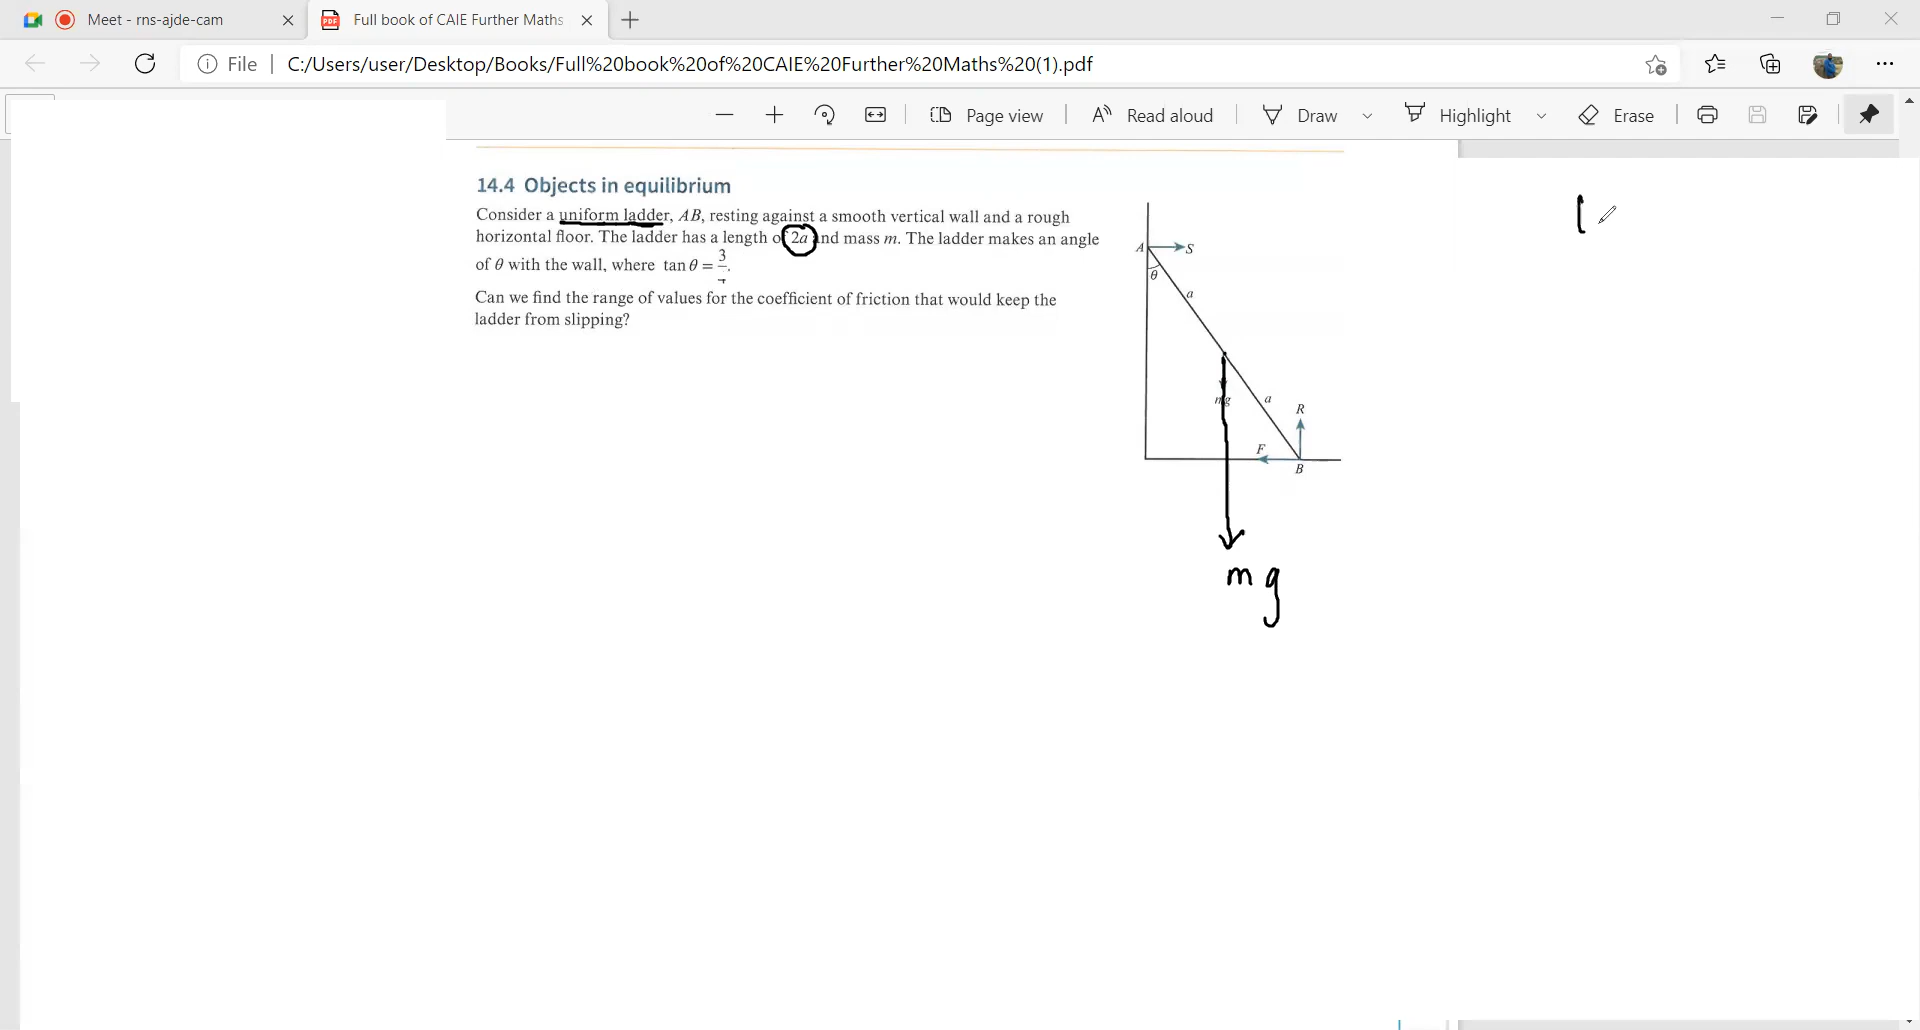 Meet - rns-ajde-cam
Full book of CAIE Further Maths
File
C:/Users/user/Desktop/Books/Full%20book%20of%20CAIE%20Further%20Maths%20(1).pdf
Page view
Read aloud
Draw
Highlight
Erase
14.4 Objects in equilibrium
Consider a uniform ladder, AB, resting against a smooth vertical wall and a rough
horizontal floor. The ladder has a length of 2a and mass m. The ladder makes an angle
of θ with the wall, where tan θ = 3/
Can we find the range of values for the coefficient of friction that would keep the
ladder from slipping?
A
S
θ
a
mg
a
R
F
B
mg